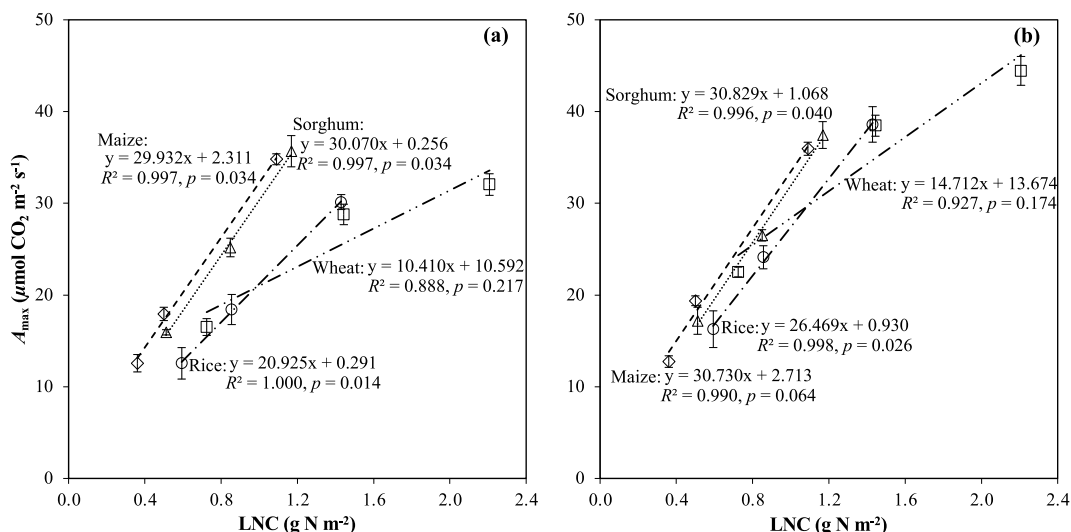 (a)
50
40
30
20
10
0
0.0 0.4 0.8 1.2 1.6 2.0 2.4
A_max (µmol CO₂ m⁻² s⁻¹)
LNC (g N m⁻²)
Maize:
y = 29.932x + 2.311
R² = 0.997, p = 0.034
Sorghum:
y = 30.070x + 0.256
R² = 0.997, p = 0.034
Wheat: y = 10.410x + 10.592
R² = 0.888, p = 0.217
Rice: y = 20.925x + 0.291
R² = 1.000, p = 0.014
(b)
50
40
30
20
10
0
0.0 0.4 0.8 1.2 1.6 2.0 2.4
LNC (g N m⁻²)
Sorghum: y = 30.829x + 1.068
R² = 0.996, p = 0.040
Wheat: y = 14.712x + 13.674
R² = 0.927, p = 0.174
Rice: y = 26.469x + 0.930
R² = 0.998, p = 0.026
Maize: y = 30.730x + 2.713
R² = 0.990, p = 0.064